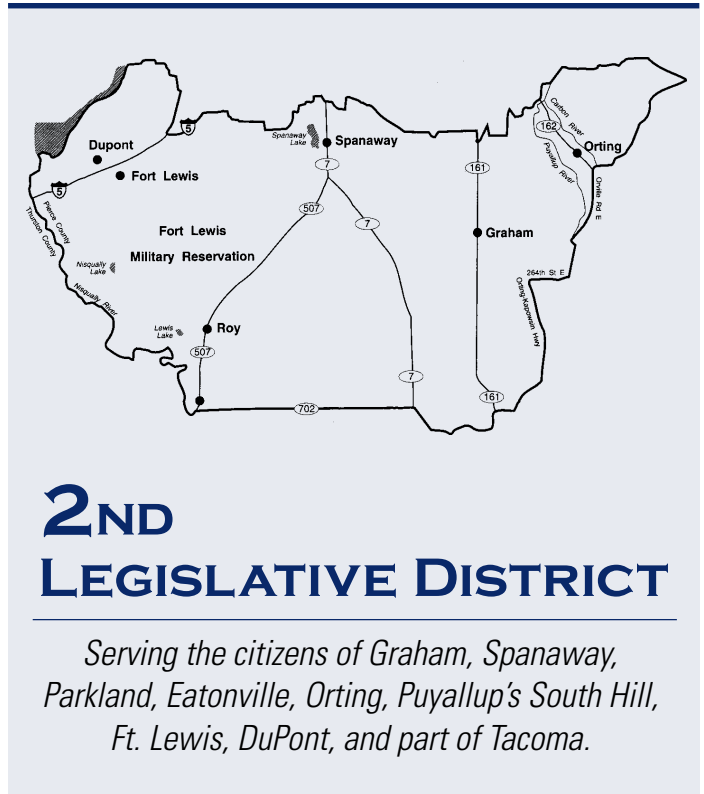 5
Spanaway
Lake
Spanaway
7
Dupont
Fort Lewis
5
Pierce County
Thurston County
Fort Lewis
Military Reservation
507
7
Nisqually
Lake
Nisqually River
Lewis
Lake
Roy
507
7
702
161
Graham
161
Carbon River
162
Orting
Puyallup River
Orville Rd E
264th St E
Orting-Kapowsin Hwy
2ND
LEGISLATIVE DISTRICT
Serving the citizens of Graham, Spanaway,
Parkland, Eatonville, Orting, Puyallup's South Hill,
Ft. Lewis, DuPont, and part of Tacoma.